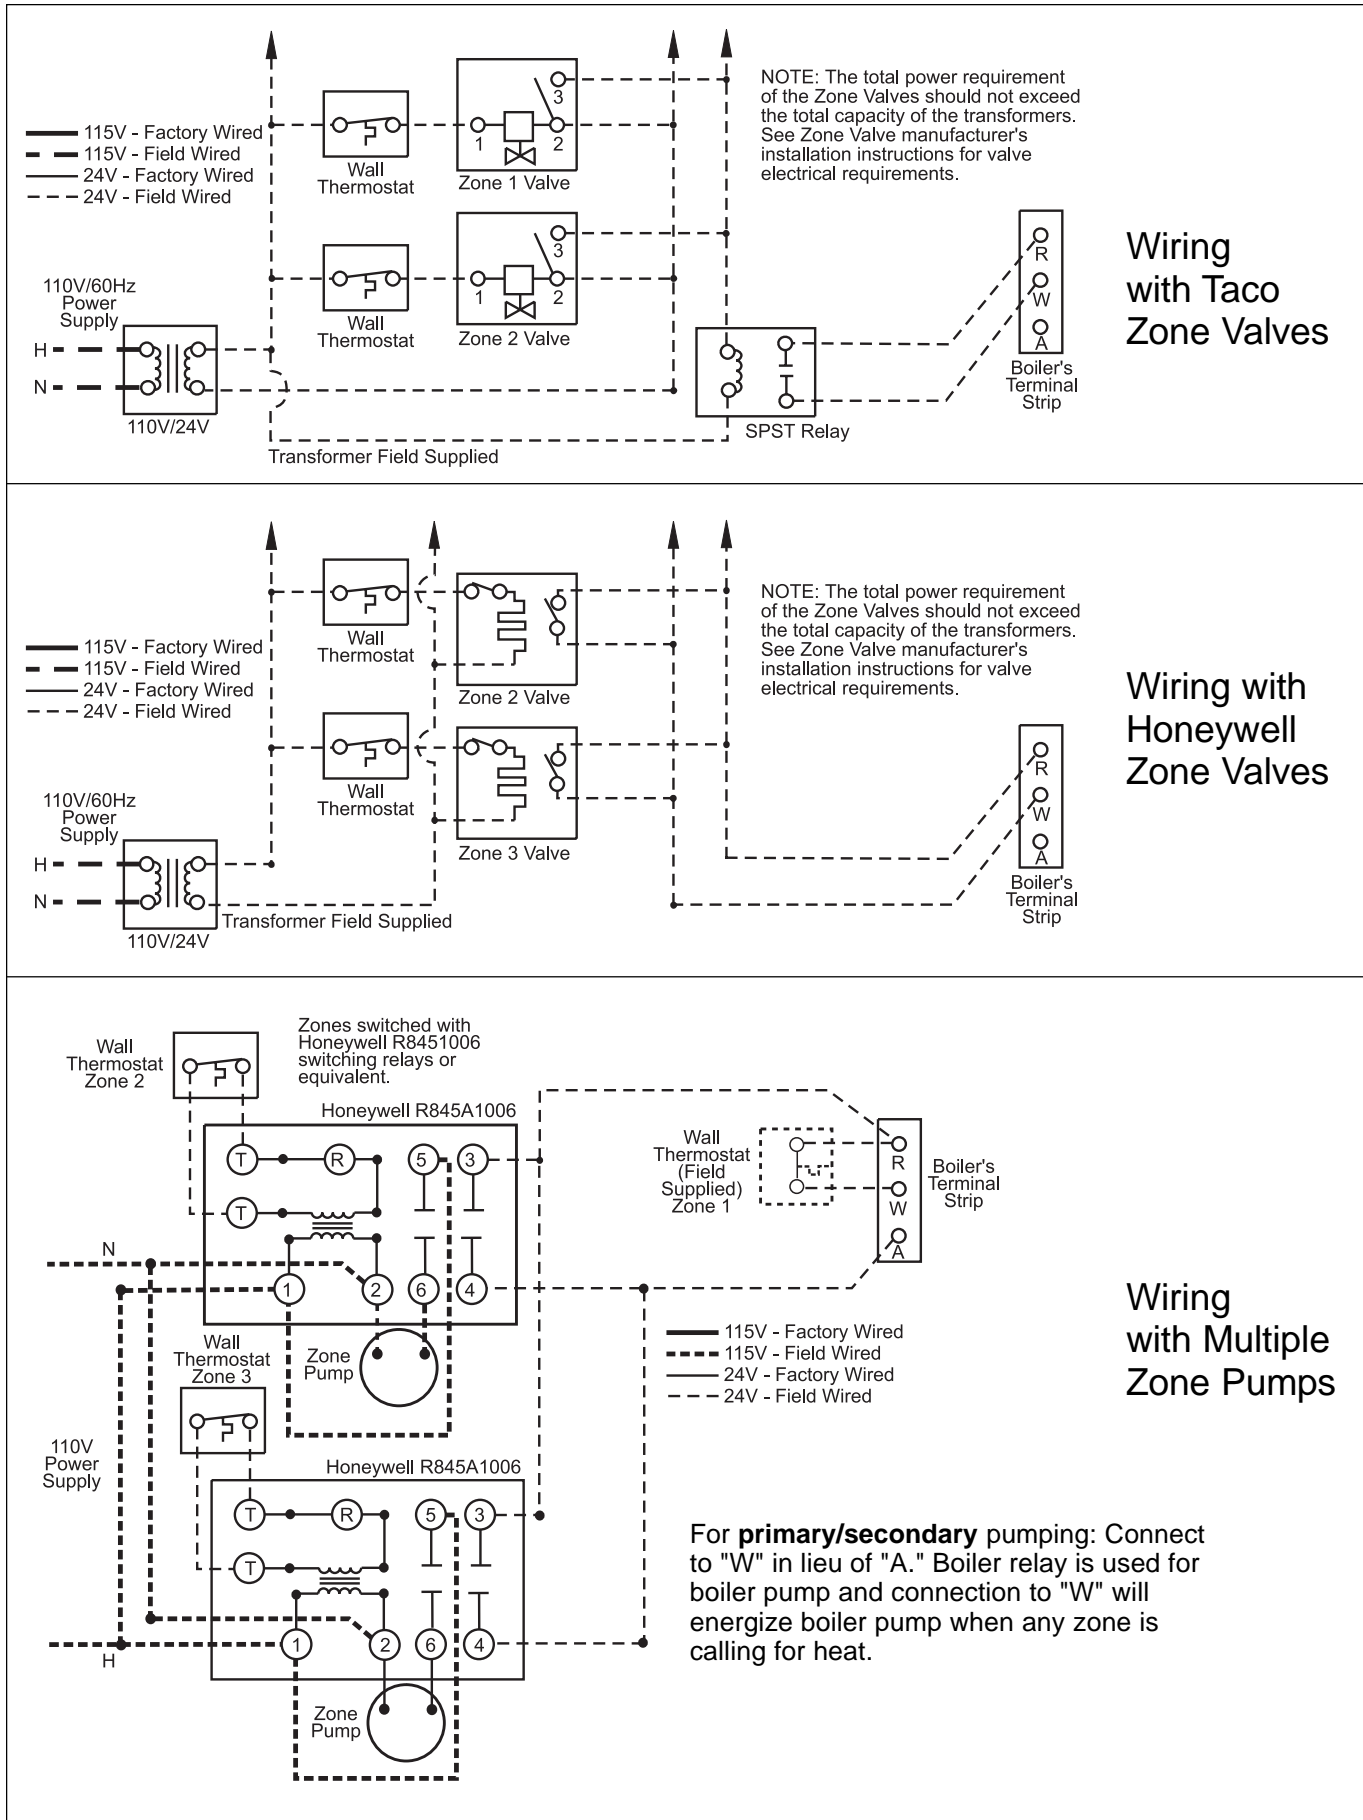 NOTE: The total power requirement
of the Zone Valves should not exceed
the total capacity of the transformers.
See Zone Valve manufacturer's
installation instructions for valve
electrical requirements.
115V - Factory Wired
115V - Field Wired
24V - Factory Wired
24V - Field Wired
Wall
Thermostat
1
2
3
Zone 1 Valve
Wall
Thermostat
1
2
3
Zone 2 Valve
110V/60Hz
Power
Supply
H
N
110V/24V
Transformer Field Supplied
SPST Relay
R
W
A
Boiler's
Terminal
Strip
Wiring
with Taco
Zone Valves
NOTE: The total power requirement
of the Zone Valves should not exceed
the total capacity of the transformers.
See Zone Valve manufacturer's
installation instructions for valve
electrical requirements.
115V - Factory Wired
115V - Field Wired
24V - Factory Wired
24V - Field Wired
Wall
Thermostat
Zone 2 Valve
Wall
Thermostat
Zone 3 Valve
110V/60Hz
Power
Supply
H
N
110V/24V
Transformer Field Supplied
R
W
A
Boiler's
Terminal
Strip
Wiring with
Honeywell
Zone Valves
Wall
Thermostat
Zone 2
Zones switched with
Honeywell R8451006
switching relays or
equivalent.
Honeywell R845A1006
T
R
5
3
T
N
1
2
6
4
Zone
Pump
Wall
Thermostat
(Field
Supplied)
Zone 1
R
W
A
Boiler's
Terminal
Strip
115V - Factory Wired
115V - Field Wired
24V - Factory Wired
24V - Field Wired
Wall
Thermostat
Zone 3
110V
Power
Supply
Honeywell R845A1006
T
R
5
3
T
1
2
6
4
H
Zone
Pump
Wiring
with Multiple
Zone Pumps
For primary/secondary pumping: Connect
to "W" in lieu of "A." Boiler relay is used for
boiler pump and connection to "W" will
energize boiler pump when any zone is
calling for heat.